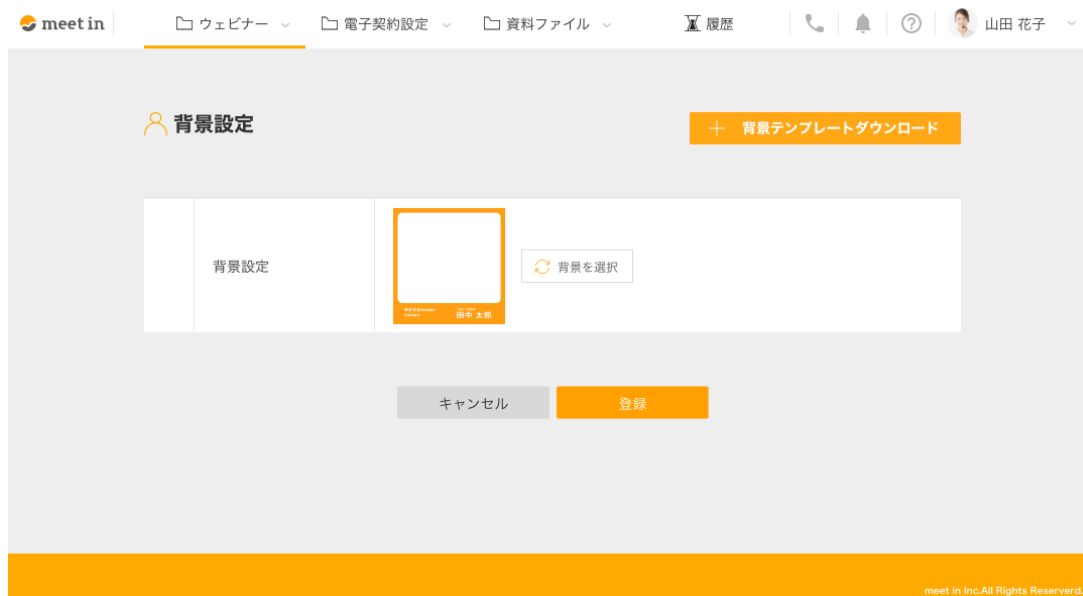 meet in
ウェビナー
電子契約設定
資料ファイル
履歴
山田 花子
背景設定
背景テンプレートダウンロード
背景設定
田中 太郎
背景を選択
キャンセル
登録
meet in Inc.All Rights Reserverd.